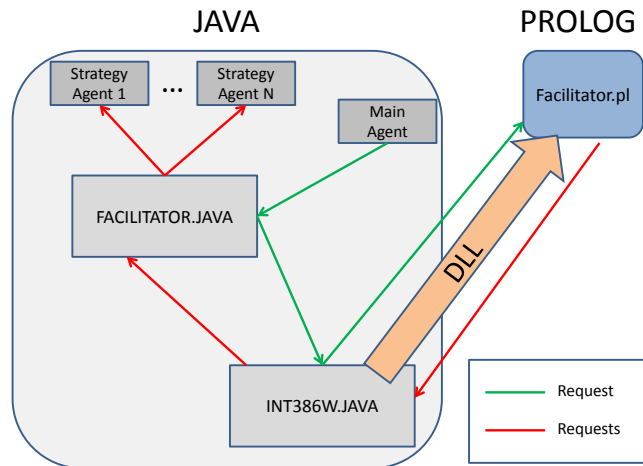 JAVA
PROLOG
Strategy
Agent 1
...
Strategy
Agent N
Main
Agent
Facilitator.pl
FACILITATOR.JAVA
DLL
INT386W.JAVA
Request
Requests